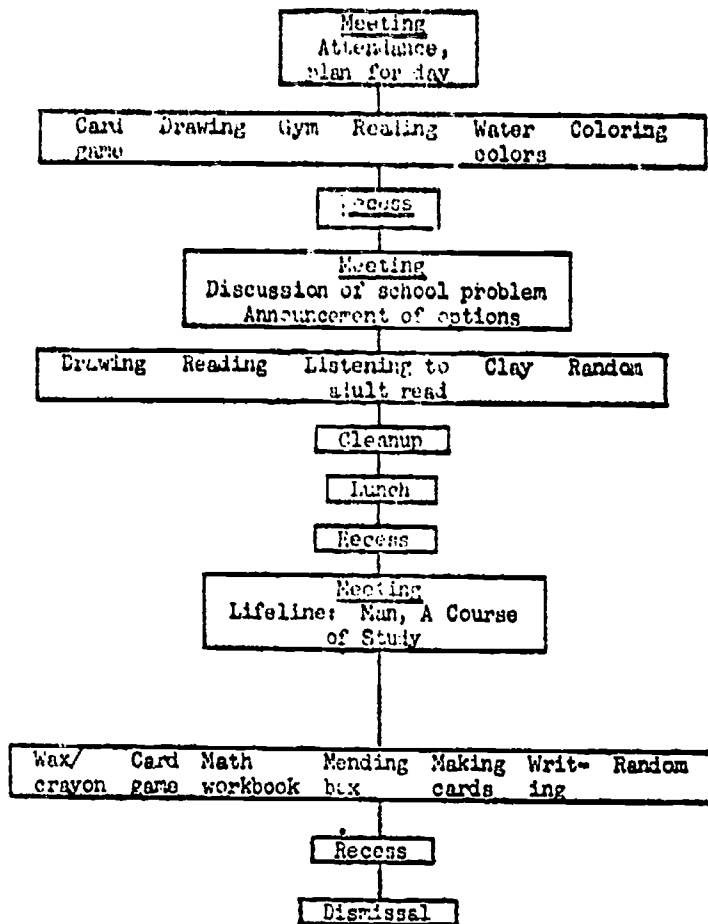 Meeting
Attendance,
plan for day
Card Drawing Gym Reading Water Coloring
game colors
Recess
Meeting
Discussion of school problem
Announcement of options
Drawing Reading Listening to Clay Random
adult read
Cleanup
Lunch
Recess
Meeting
Lifeline: Man, A Course
of Study
Wax/ Card Math Mending Making Writ- Random
crayon game workbook box cards ing
Recess
Dismissal